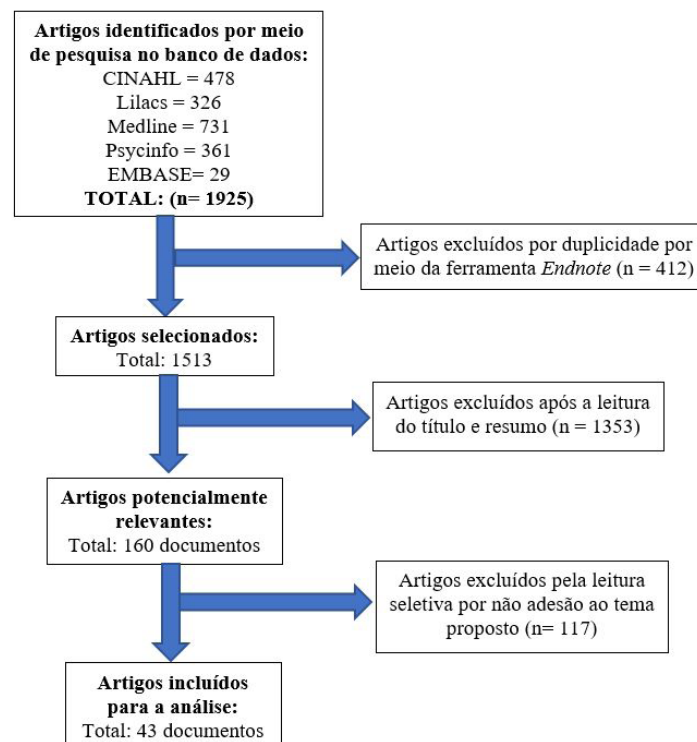 Artigos identificados por meio
de pesquisa no banco de dados:
CINAHL = 478
Lilacs = 326
Medline = 731
Psycinfo = 361
EMBASE= 29
TOTAL: (n= 1925)
Artigos excluídos por duplicidade por
meio da ferramenta Endnote (n = 412)
Artigos selecionados:
Total: 1513
Artigos excluídos após a leitura
do título e resumo (n = 1353)
Artigos potencialmente
relevantes:
Total: 160 documentos
Artigos excluídos pela leitura
seletiva por não adesão ao tema
proposto (n= 117)
Artigos incluídos
para a análise:
Total: 43 documentos